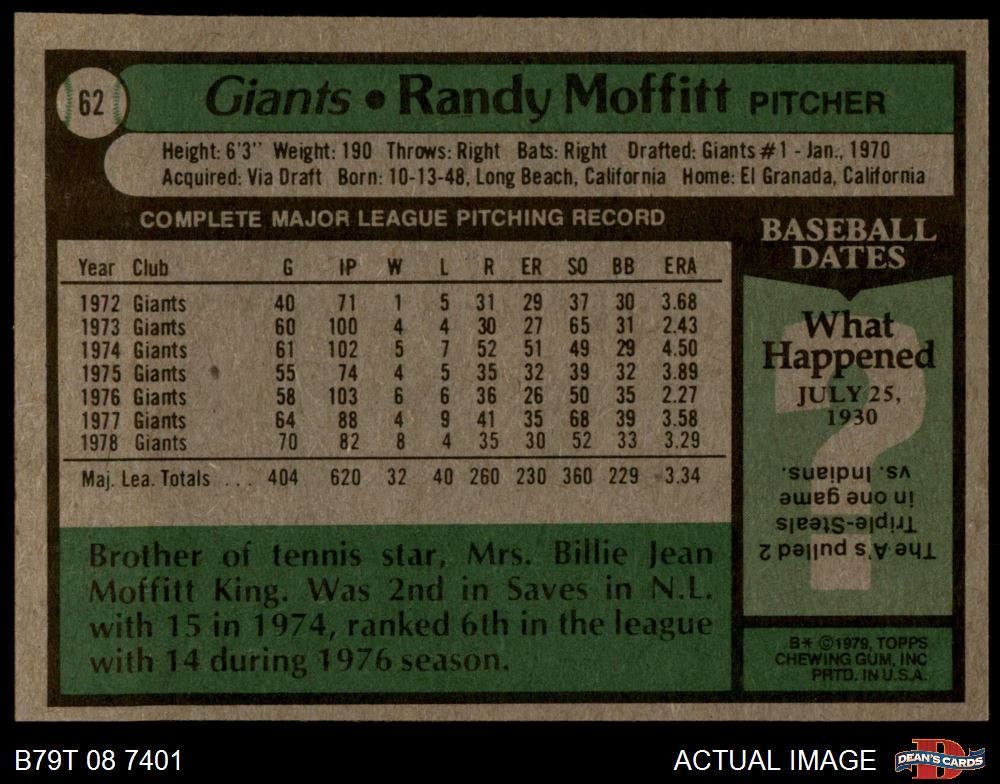 62
Giants • Randy Moffitt PITCHER
Height: 6'3" Weight: 190 Throws: Right Bats: Right Drafted: Giants #1 - Jan., 1970
Acquired: Via Draft Born: 10-13-48, Long Beach, California Home: El Granada, California
COMPLETE MAJOR LEAGUE PITCHING RECORD
Year Club G IP W L R ER SO BB ERA
1972 Giants 40 71 1 5 31 29 37 30 3.68
1973 Giants 60 100 4 4 30 27 65 31 2.43
1974 Giants 61 102 5 7 52 51 49 29 4.50
1975 Giants 55 74 4 5 35 32 39 32 3.89
1976 Giants 58 103 6 6 36 26 50 35 2.27
1977 Giants 64 88 4 9 41 35 68 39 3.58
1978 Giants 70 82 8 4 35 30 52 33 3.29
Maj. Lea. Totals ... 404 620 32 40 260 230 360 229 3.34
Brother of tennis star, Mrs. Billie Jean
Moffitt King. Was 2nd in Saves in N.L.
with 15 in 1974, ranked 6th in the league
with 14 during 1976 season.
BASEBALL
DATES
What
Happened
JULY 25,
1930
?
The A's pulled 2
Triple-Steals
in one game
vs. Indians.
B* ©1979, TOPPS
CHEWING GUM, INC
PRTD. IN U.S.A.
B79T 08 7401
ACTUAL IMAGE
D
DEAN'S CARDS